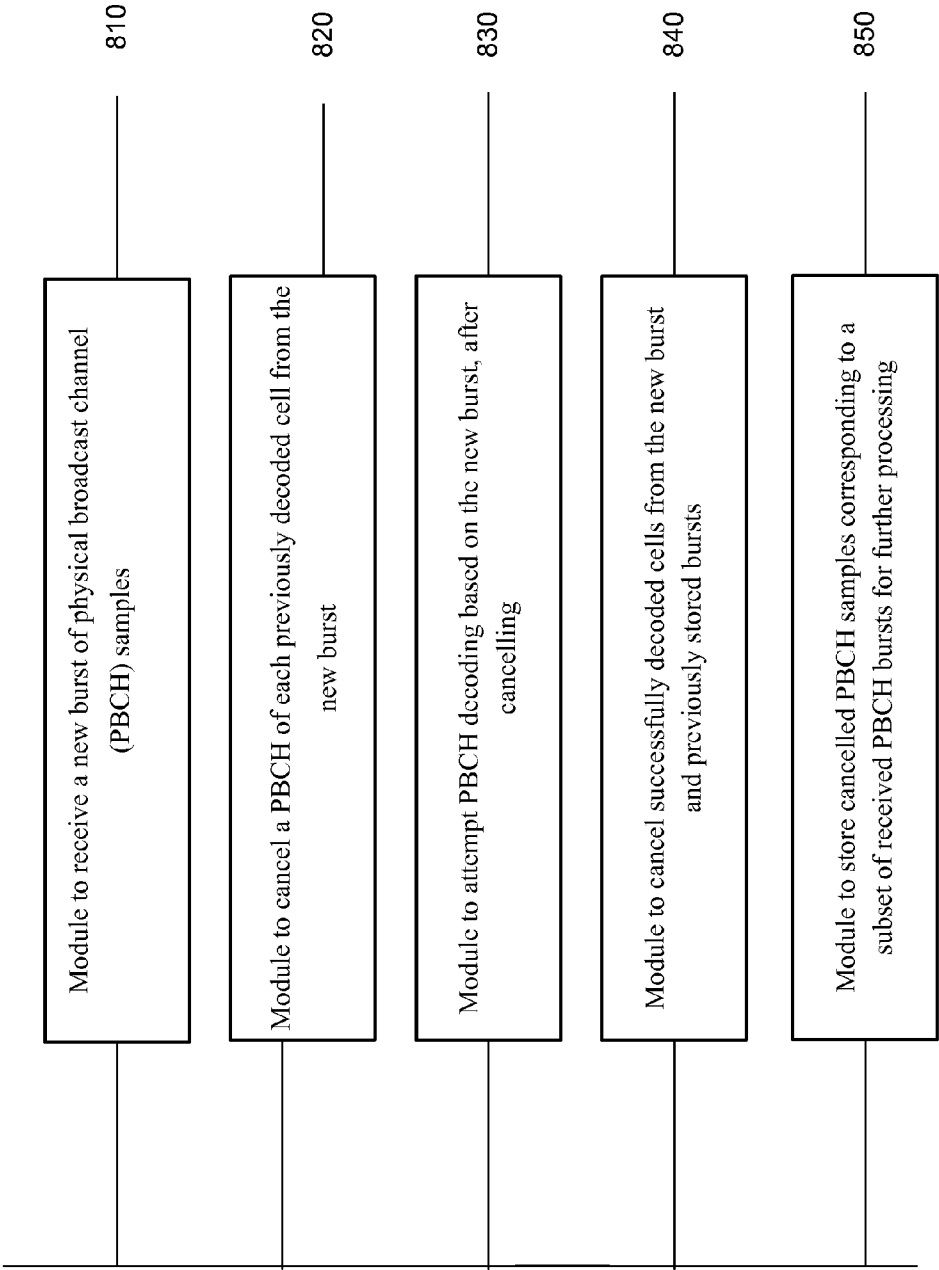 Module to receive a new burst of physical broadcast channel
(PBCH) samples
810
Module to cancel a PBCH of each previously decoded cell from the
new burst
820
Module to attempt PBCH decoding based on the new burst, after
cancelling
830
Module to cancel successfully decoded cells from the new burst
and previously stored bursts
840
Module to store cancelled PBCH samples corresponding to a
subset of received PBCH bursts for further processing
850